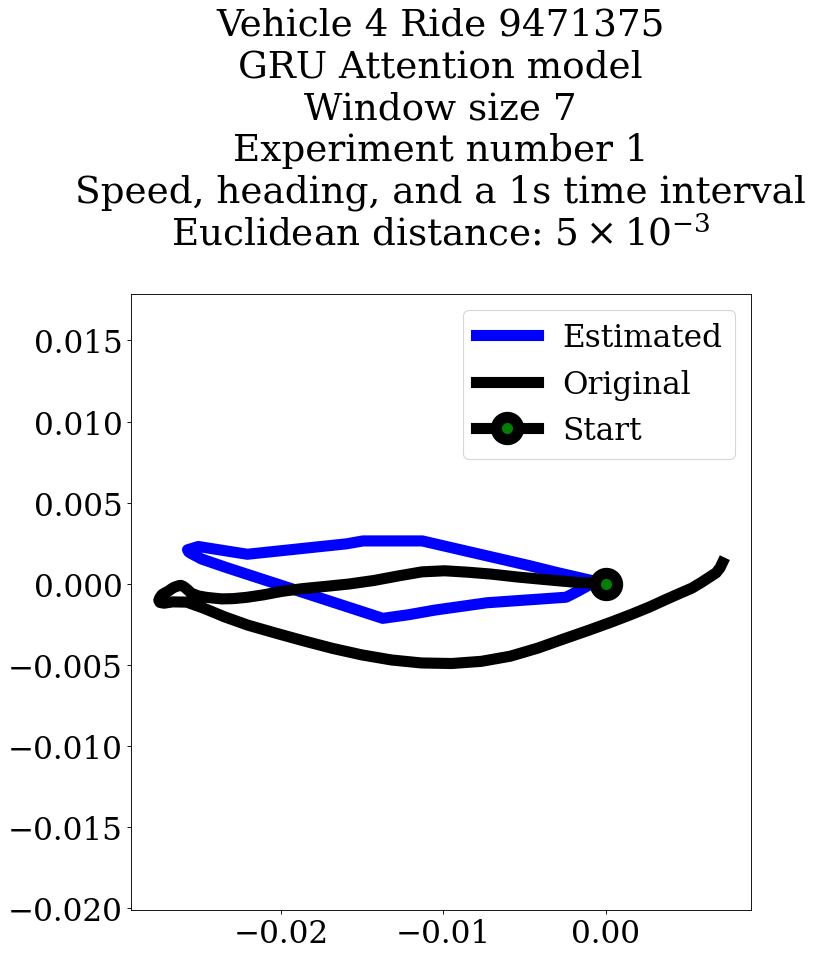 Vehicle 4 Ride 9471375
GRU Attention model
Window size 7
Experiment number 1
Speed, heading, and a 1s time interval
Euclidean distance: 5 × 10⁻³
Estimated
Original
Start
0.015
0.010
0.005
0.000
−0.005
−0.010
−0.015
−0.020
−0.02 −0.01 0.00